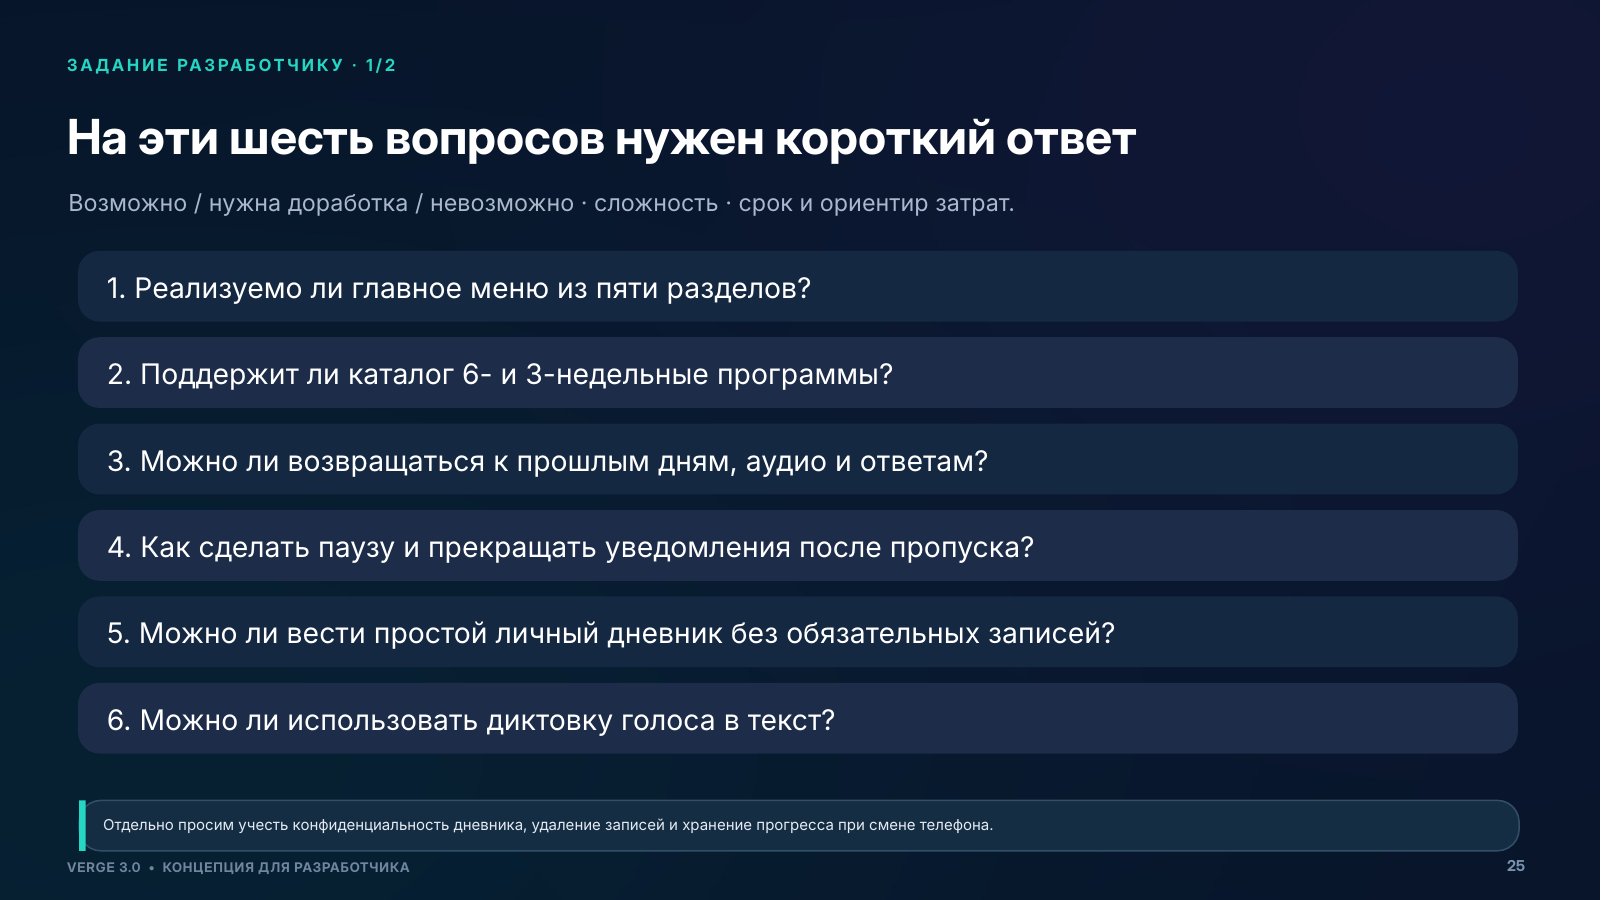 ЗАДАНИЕ РАЗРАБОТЧИКУ · 1/2
На эти шесть вопросов нужен короткий ответ
Возможно / нужна доработка / невозможно · сложность · срок и ориентир затрат.
1. Реализуемо ли главное меню из пяти разделов?
2. Поддержит ли каталог 6- и 3-недельные программы?
3. Можно ли возвращаться к прошлым дням, аудио и ответам?
4. Как сделать паузу и прекращать уведомления после пропуска?
5. Можно ли вести простой личный дневник без обязательных записей?
6. Можно ли использовать диктовку голоса в текст?
Отдельно просим учесть конфиденциальность дневника, удаление записей и хранение прогресса при смене телефона.
VERGE 3.0 • КОНЦЕПЦИЯ ДЛЯ РАЗРАБОТЧИКА
25